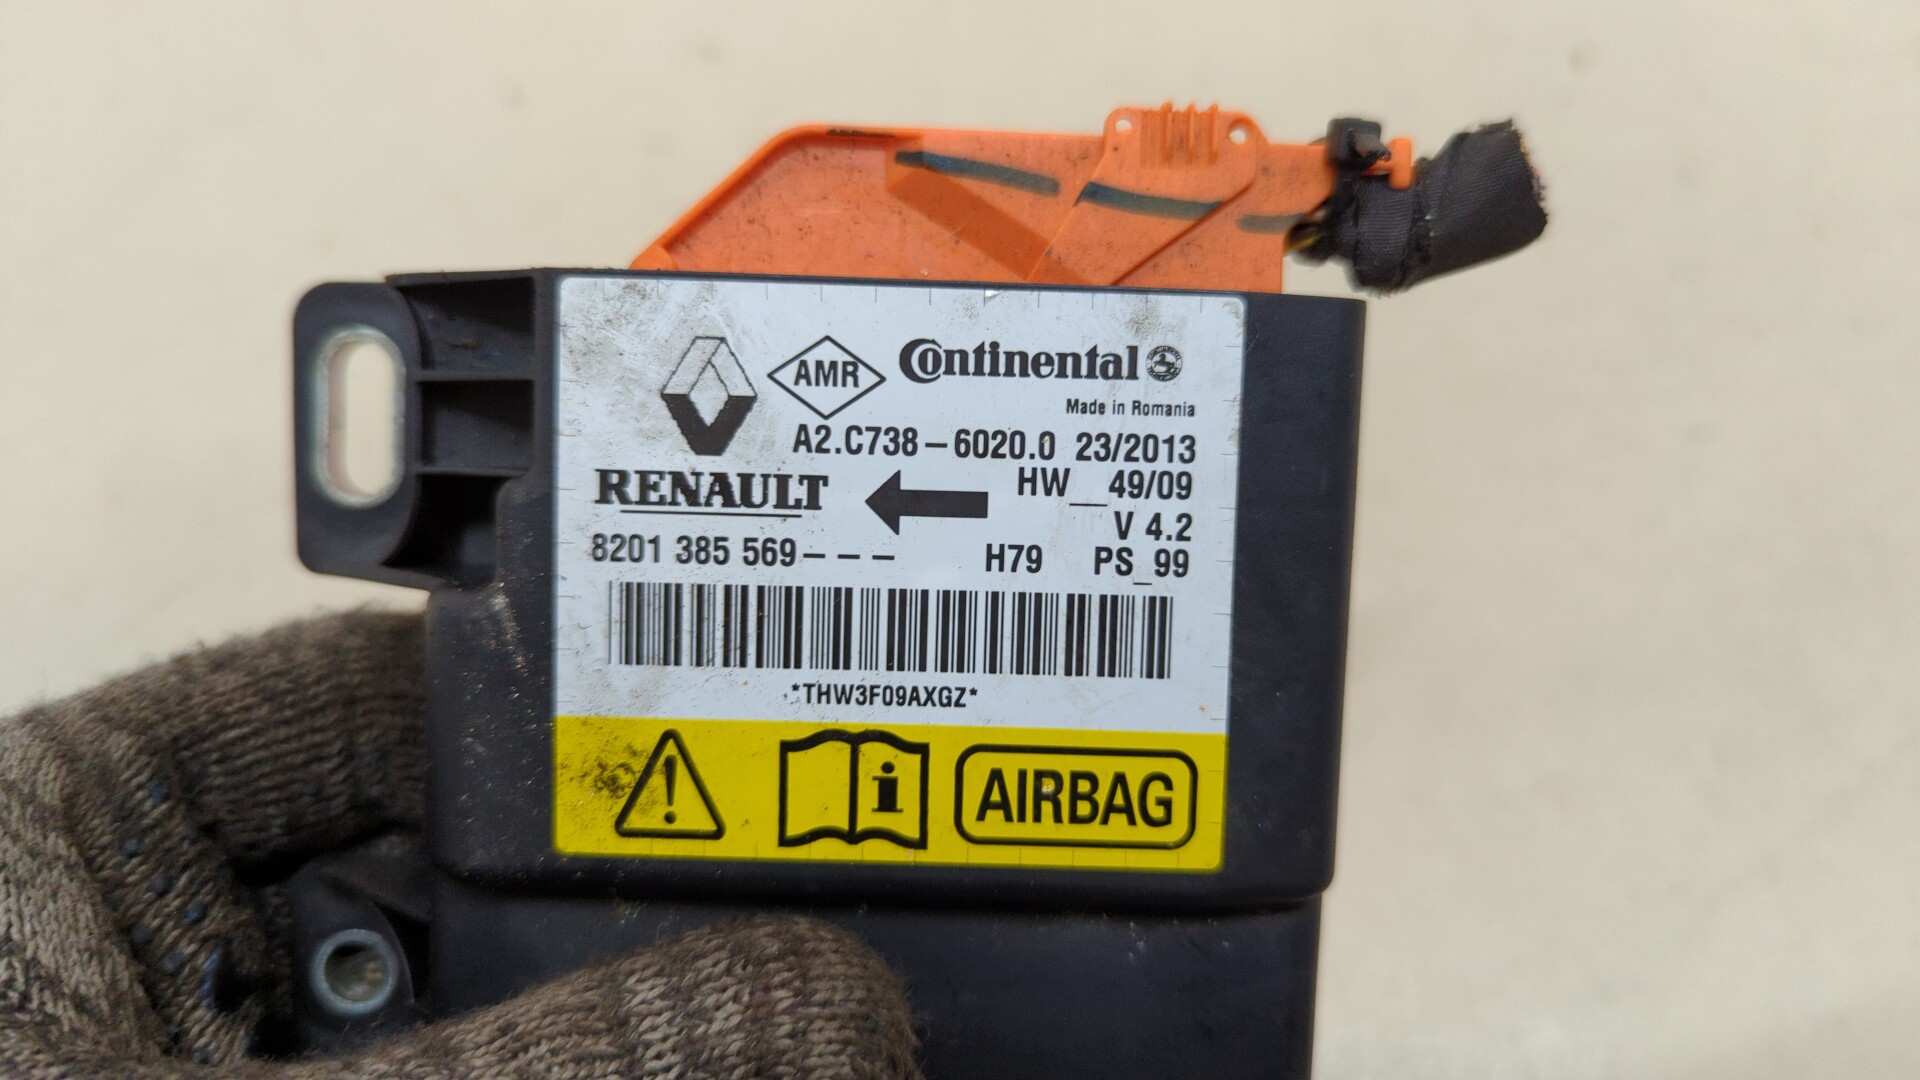 AMR
Continental
Made in Romania
A2.C738-6020.0 23/2013
RENAULT
HW__49/09
V 4.2
8201 385 569---
H79
PS_99
*THW3F09AXGZ*
i
AIRBAG